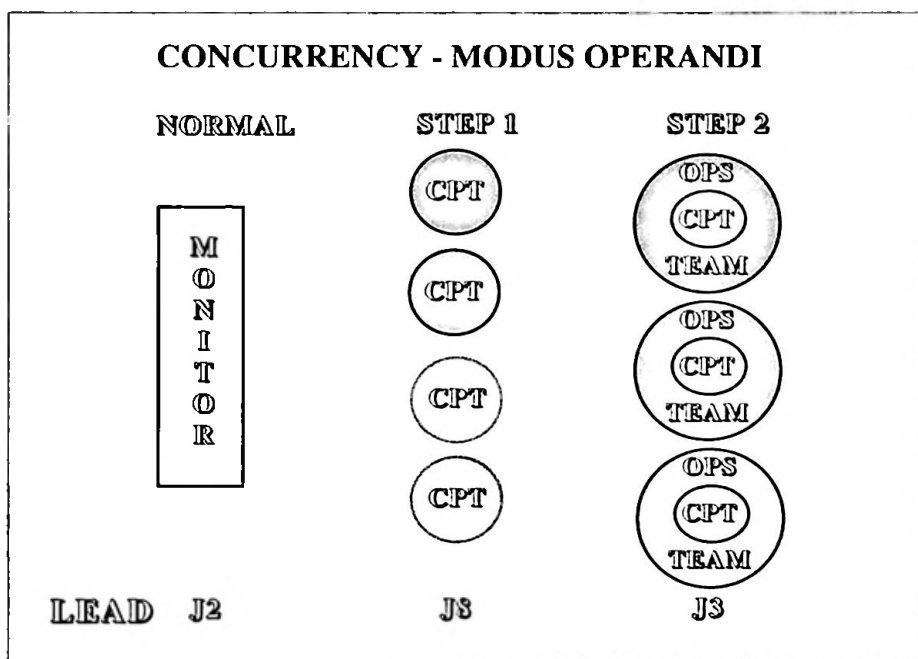 CONCURRENCY - MODUS OPERANDI
NORMAL STEP 1 STEP 2
MONITOR
CPT
CPT
CPT
CPT
OPS
CPT
TEAM
OPS
CPT
TEAM
OPS
CPT
TEAM
LEAD J2 J3